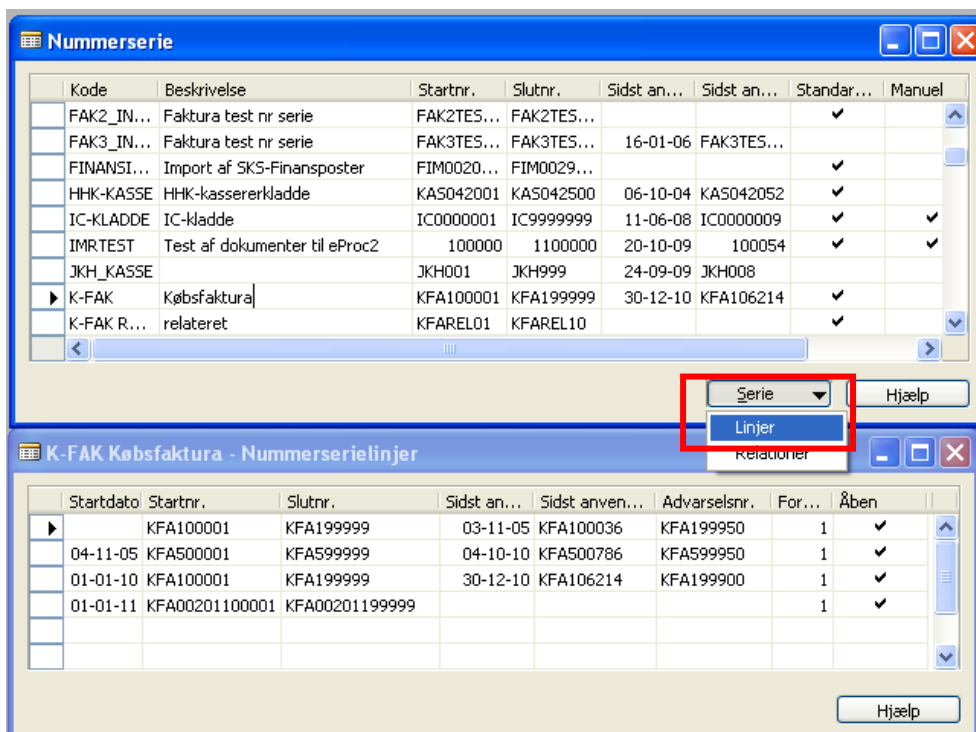 Nummerserie
Kode Beskrivelse Startnr. Slutnr. Sidst an... Sidst an... Standar... Manuel
FAK2_IN... Faktura test nr serie FAK2TES... FAK2TES...
FAK3_IN... Faktura test nr serie FAK3TES... FAK3TES... 16-01-06 FAK3TES...
FINANSI... Import af SKS-Finansposter FIM0020... FIM0029...
HHK-KASSE HHK-kassererkladde KAS042001 KAS042500 06-10-04 KAS042052
IC-KLADDE IC-kladde IC0000001 IC9999999 11-06-08 IC0000009
IMRTEST Test af dokumenter til eProc2 100000 1100000 20-10-09 100054
JKH_KASSE JKH001 JKH999 24-09-09 JKH008
K-FAK Købsfaktura KFA100001 KFA199999 30-12-10 KFA106214
K-FAK R... relateret KFAREL01 KFAREL10
Serie Hjælp
Linjer
Relationer
K-FAK Købsfaktura - Nummerserielinjer
Startdato Startnr. Slutnr. Sidst an... Sidst anven... Advarselsnr. For... Åben
KFA100001 KFA199999 03-11-05 KFA100036 KFA199950 1
04-11-05 KFA500001 KFA599999 04-10-10 KFA500786 KFA599950 1
01-01-10 KFA100001 KFA199999 30-12-10 KFA106214 KFA199900 1
01-01-11 KFA00201100001 KFA00201199999 1
Hjælp